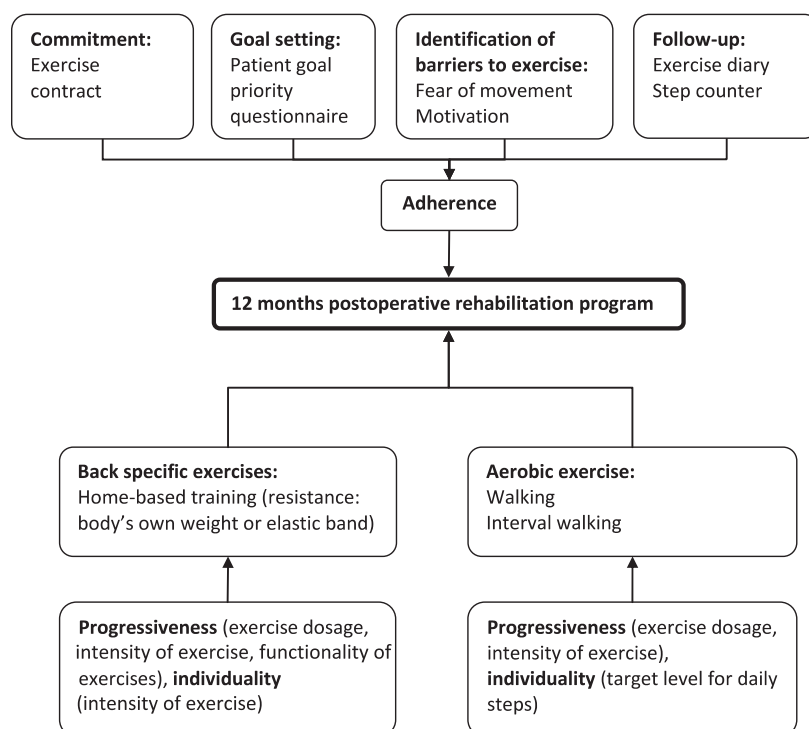 Commitment:
Exercise
contract
Goal setting:
Patient goal
priority
questionnaire
Identification of
barriers to exercise:
Fear of movement
Motivation
Follow-up:
Exercise diary
Step counter
Adherence
12 months postoperative rehabilitation program
Back specific exercises:
Home-based training (resistance:
body's own weight or elastic band)
Aerobic exercise:
Walking
Interval walking
Progressiveness (exercise dosage,
intensity of exercise, functionality of
exercises), individuality
(intensity of exercise)
Progressiveness (exercise dosage,
intensity of exercise),
individuality (target level for daily
steps)